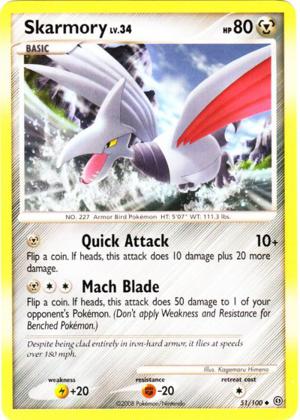 Skarmory LV.34
HP 80
BASIC
NO. 227 Armor Bird Pokémon HT: 5'07" WT: 111.3 lbs.
Quick Attack 10+
Flip a coin. If heads, this attack does 10 damage plus 20
more damage.
Mach Blade
Flip a coin. If heads, this attack does 50 damage to 1 of your
opponent's Pokémon. (Don't apply Weakness and Resistance
for Benched Pokémon.)
Despite being clad entirely in iron-hard armor, it flies at speeds
over 180 mph.
Illus. Kagemaru Himeno
weakness resistance retreat cost
+20 -20
©2008 Pokémon/Nintendo 51/100